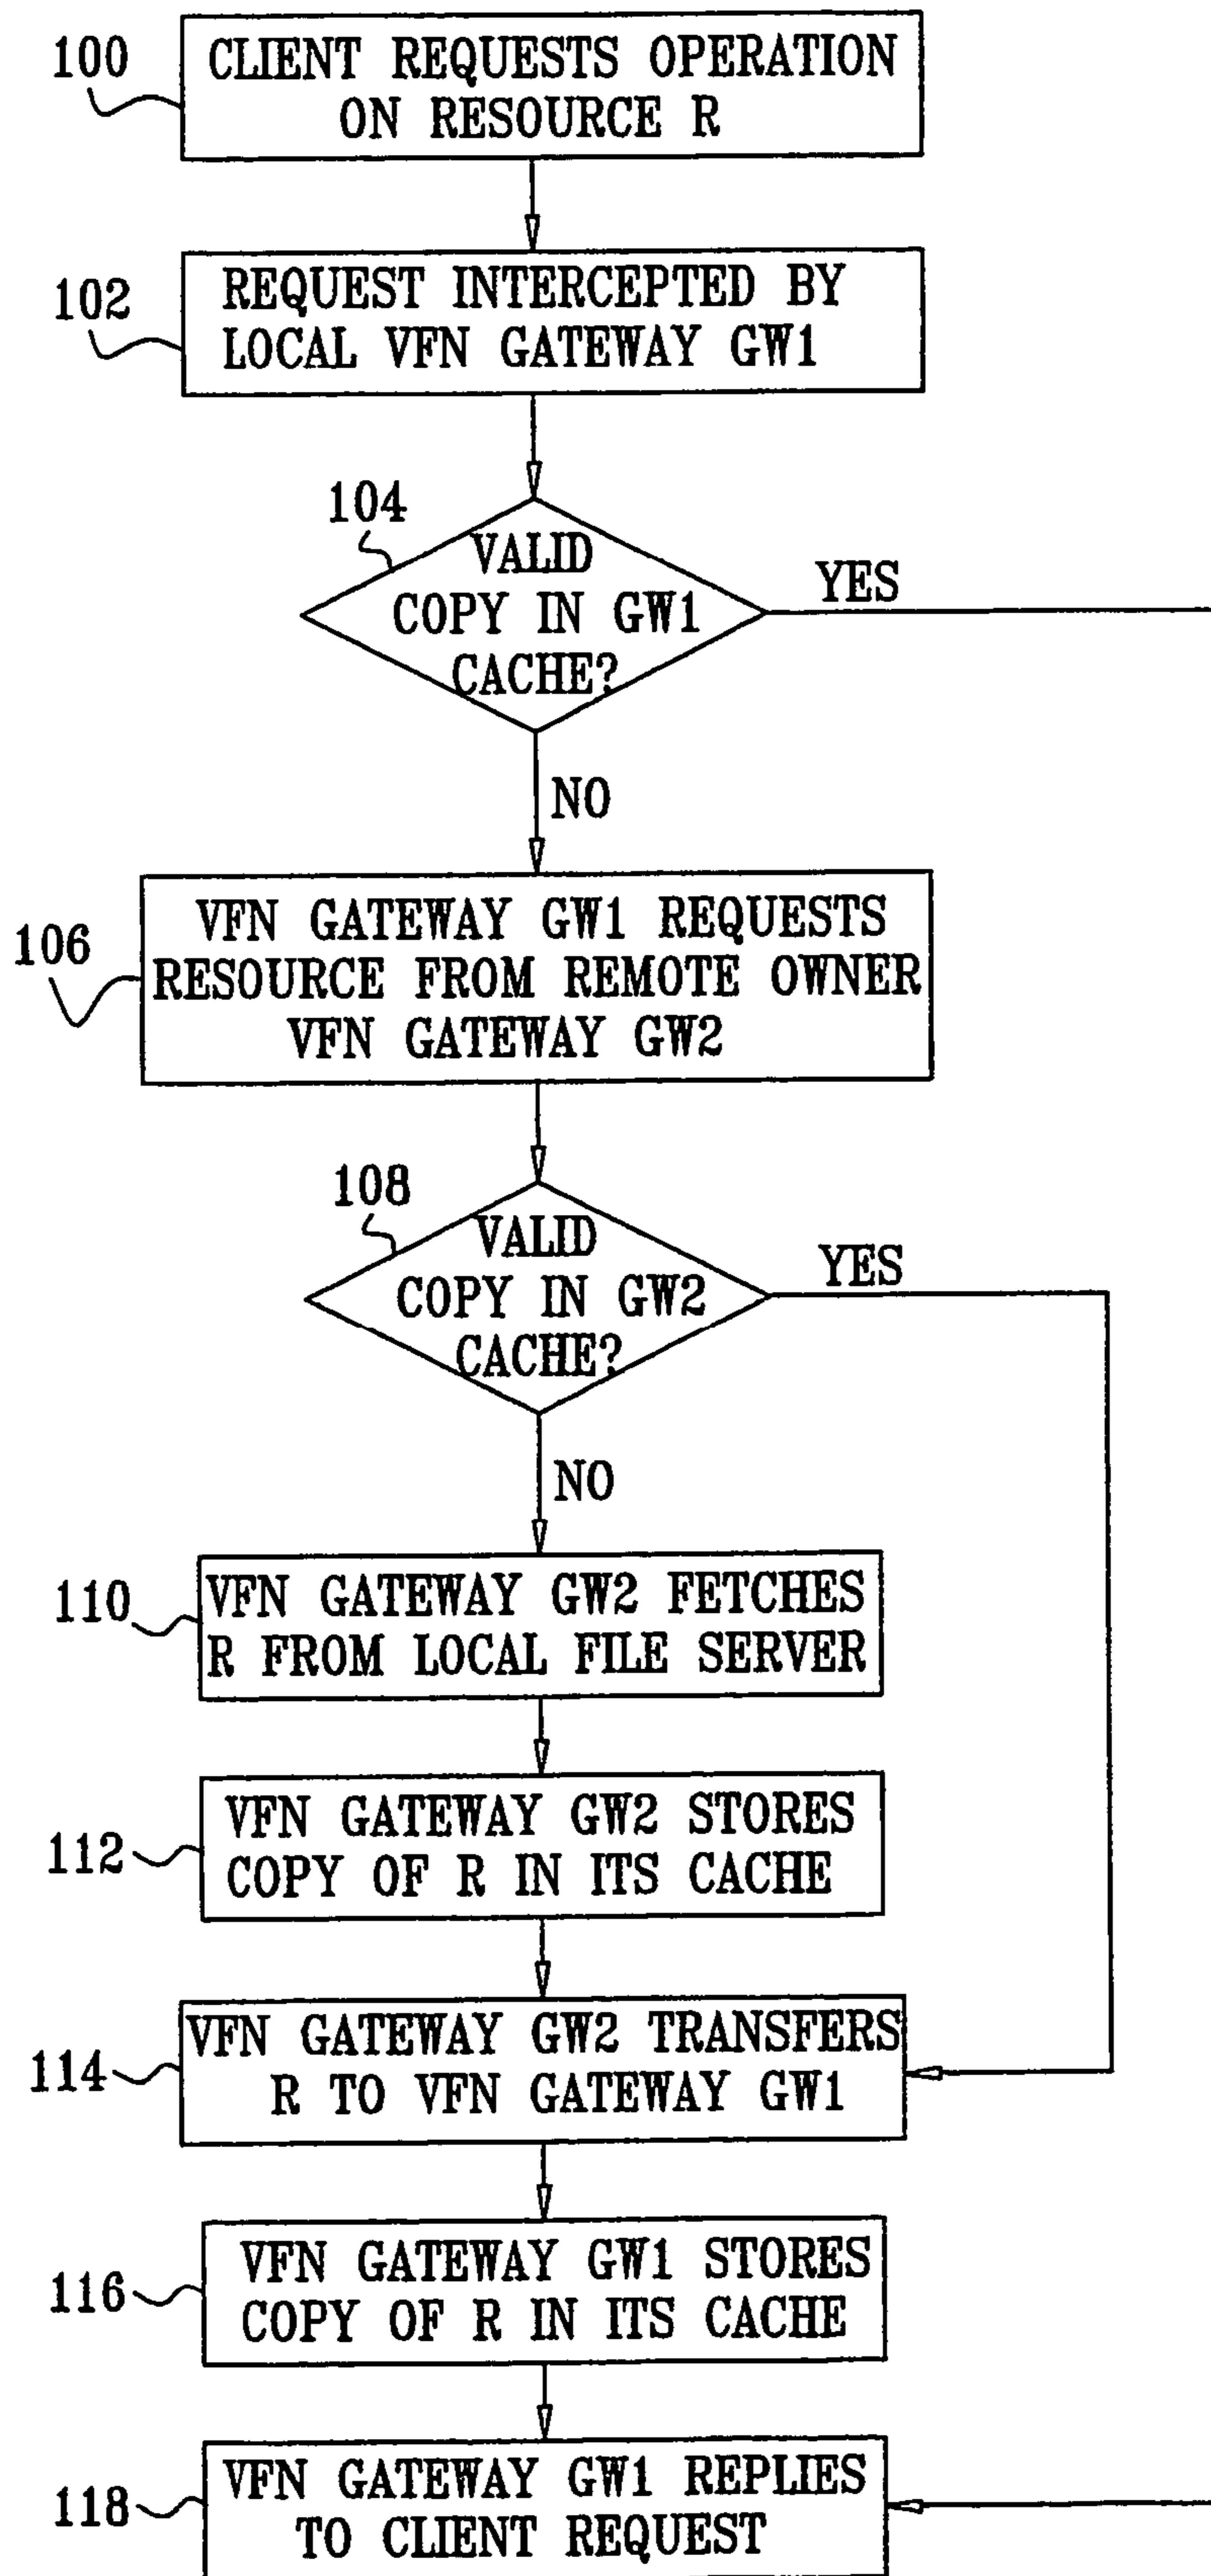 100
CLIENT REQUESTS OPERATION
ON RESOURCE R
102
REQUEST INTERCEPTED BY
LOCAL VFN GATEWAY GW1
104
VALID
COPY IN GW1
CACHE?
YES
NO
106
VFN GATEWAY GW1 REQUESTS
RESOURCE FROM REMOTE OWNER
VFN GATEWAY GW2
108
VALID
COPY IN GW2
CACHE?
YES
NO
110
VFN GATEWAY GW2 FETCHES
R FROM LOCAL FILE SERVER
112
VFN GATEWAY GW2 STORES
COPY OF R IN ITS CACHE
114
VFN GATEWAY GW2 TRANSFERS
R TO VFN GATEWAY GW1
116
VFN GATEWAY GW1 STORES
COPY OF R IN ITS CACHE
118
VFN GATEWAY GW1 REPLIES
TO CLIENT REQUEST